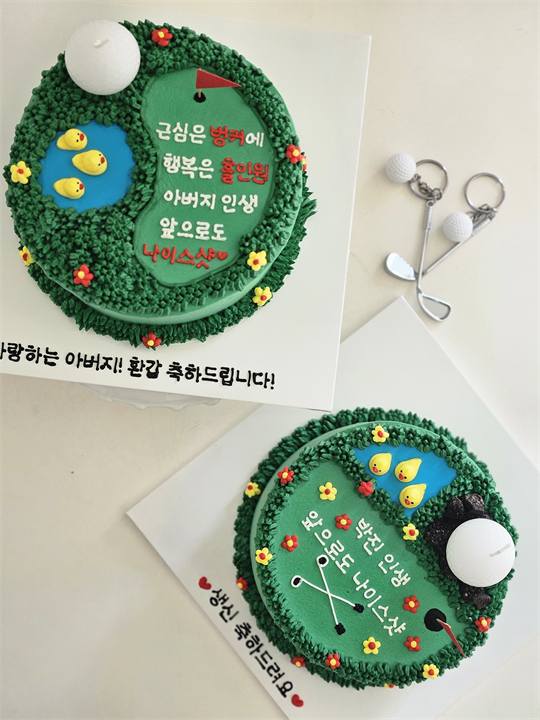 근심은 벙커에
행복은 홀인원
아버지 인생
앞으로도
나이스샷♥
사랑하는 아버지! 환갑 축하드립니다!
박진 인생
앞으로도 나이스샷
♥생신 축하드려요♥